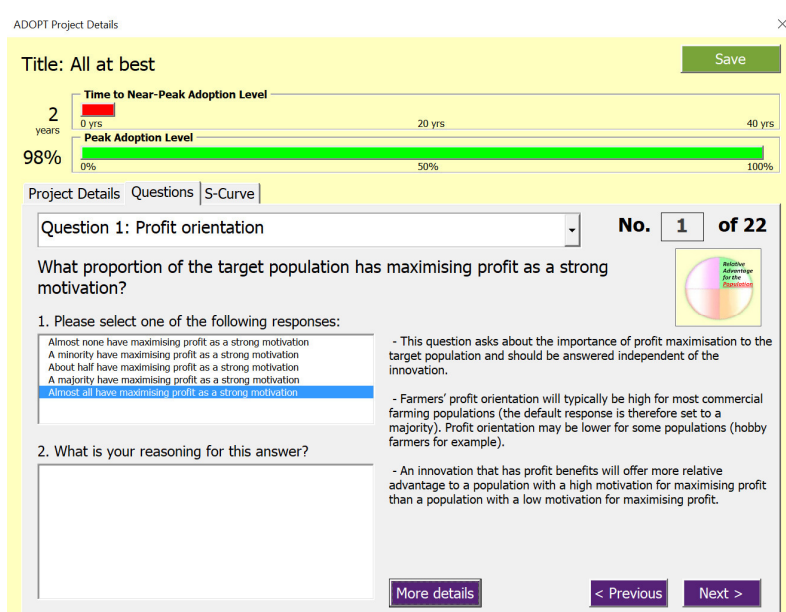 ADOPT Project Details
Title: All at best
Save
Time to Near-Peak Adoption Level
2
years
0 yrs
20 yrs
40 yrs
Peak Adoption Level
98%
0%
50%
100%
Project Details
Questions
S-Curve
Question 1: Profit orientation
No. 1 of 22
What proportion of the target population has maximising profit as a strong
motivation?
Relative
Advantage
for the
Population
1. Please select one of the following responses:
Almost none have maximising profit as a strong motivation
A minority have maximising profit as a strong motivation
About half have maximising profit as a strong motivation
A majority have maximising profit as a strong motivation
Almost all have maximising profit as a strong motivation
- This question asks about the importance of profit maximisation to the
target population and should be answered independent of the
innovation.
- Farmers' profit orientation will typically be high for most commercial
farming populations (the default response is therefore set to a
majority). Profit orientation may be lower for some populations (hobby
farmers for example).
- An innovation that has profit benefits will offer more relative
advantage to a population with a high motivation for maximising profit
than a population with a low motivation for maximising profit.
2. What is your reasoning for this answer?
More details
< Previous
Next >